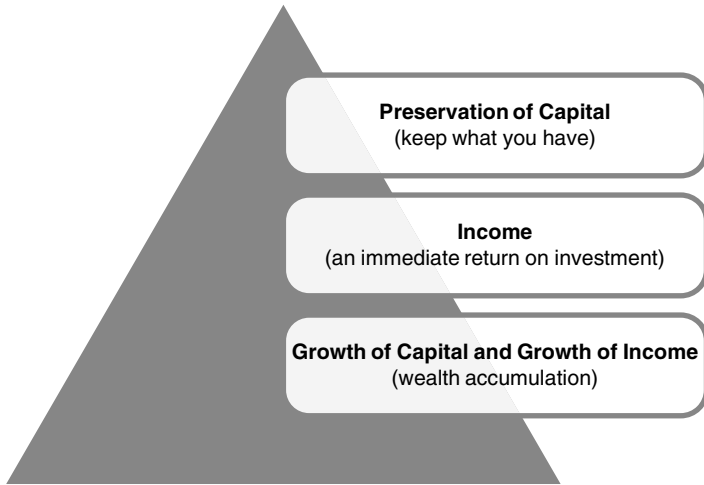 Preservation of Capital
(keep what you have)
Income
(an immediate return on investment)
Growth of Capital and Growth of Income
(wealth accumulation)